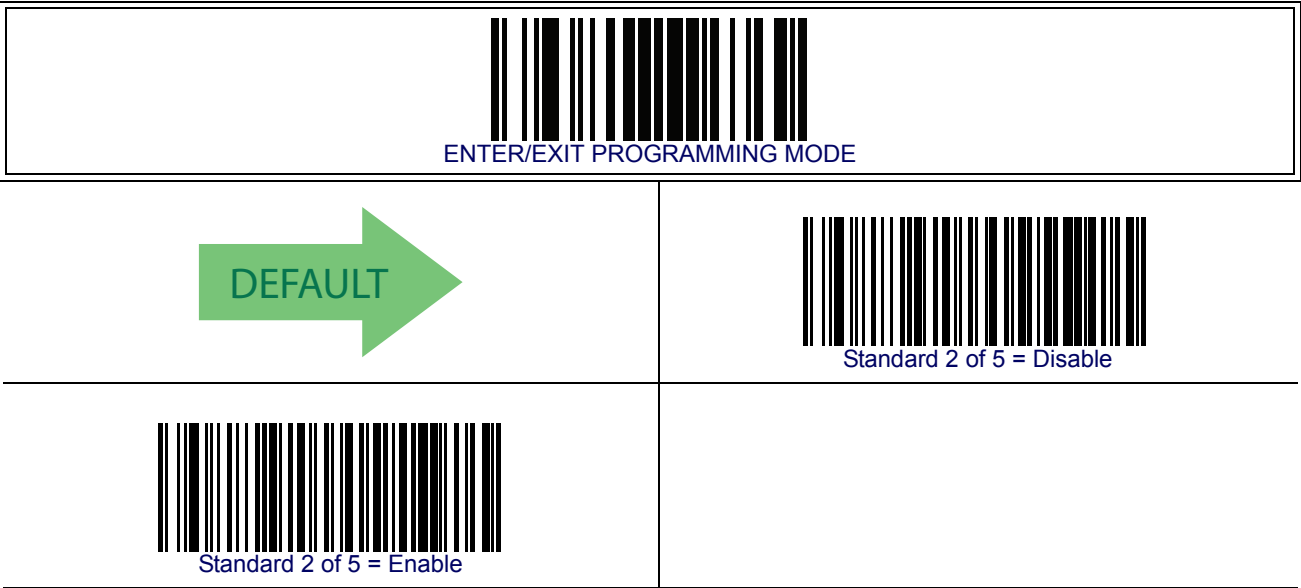 ENTER/EXIT PROGRAMMING MODE
DEFAULT
Standard 2 of 5 = Disable
Standard 2 of 5 = Enable